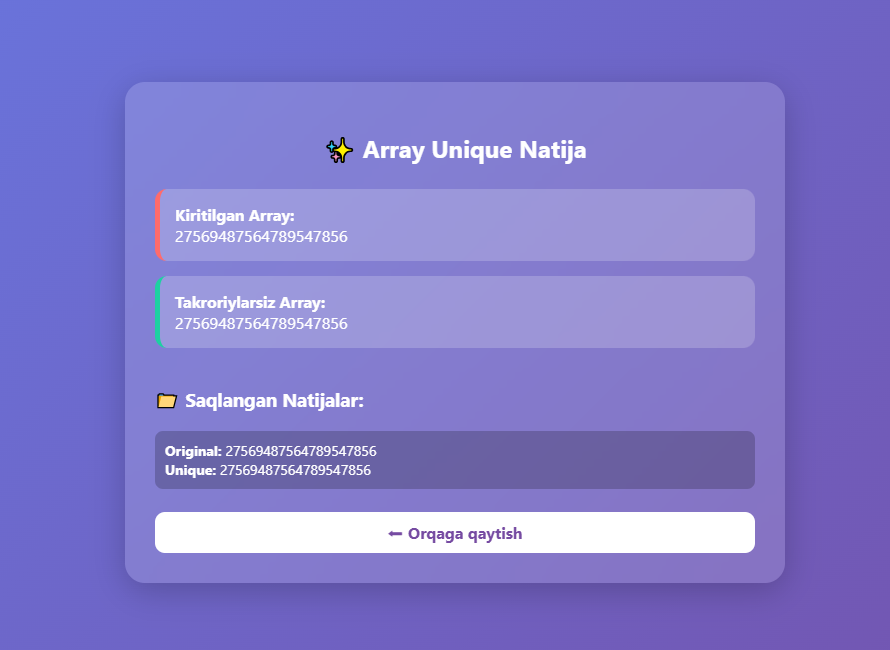 ✨ Array Unique Natija
Kiritilgan Array:
27569487564789547856
Takroriylarsiz Array:
27569487564789547856
📁 Saqlangan Natijalar:
Original: 27569487564789547856
Unique: 27569487564789547856
⬅ Orqaga qaytish